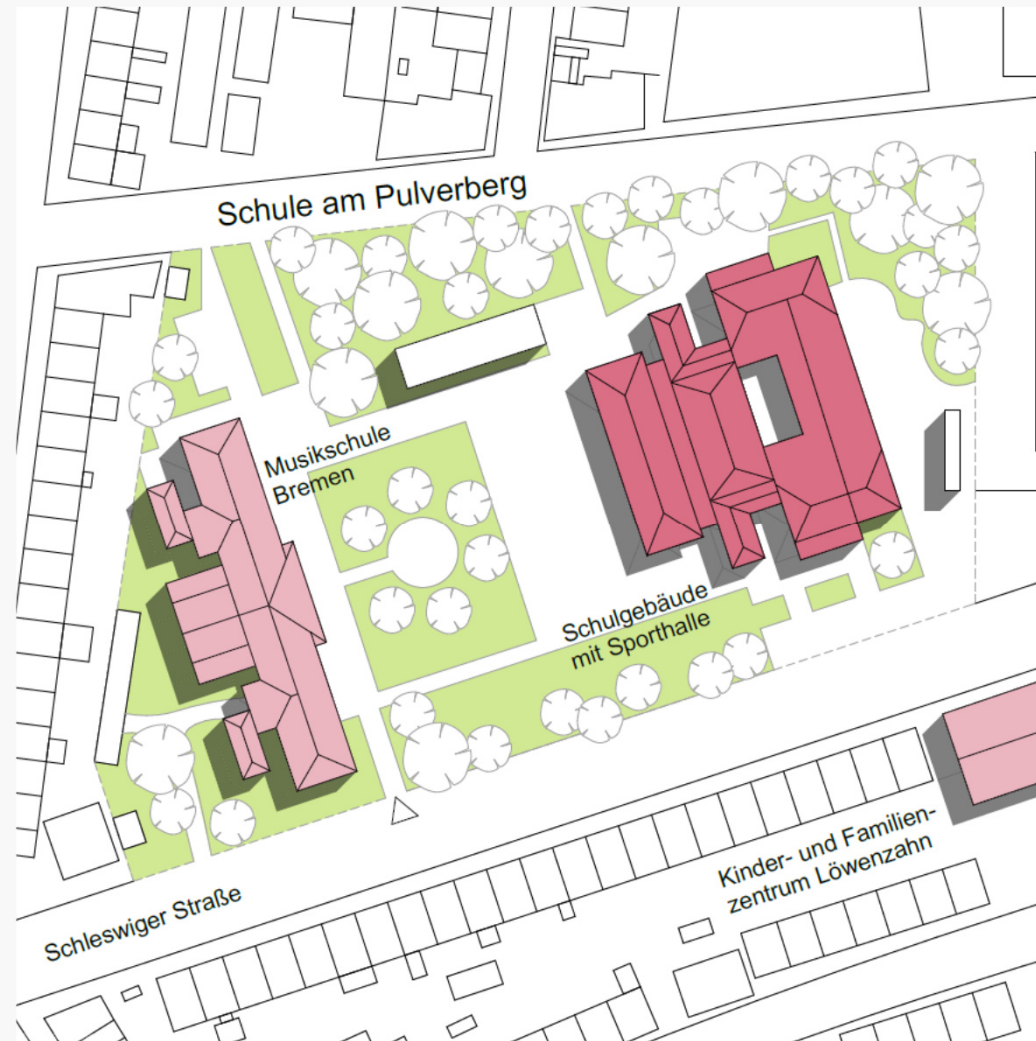 Schule am Pulverberg
Musikschule
Bremen
Schulgebäude
mit Sporthalle
Kinder- und Familien-
zentrum Löwenzahn
Schleswiger Straße